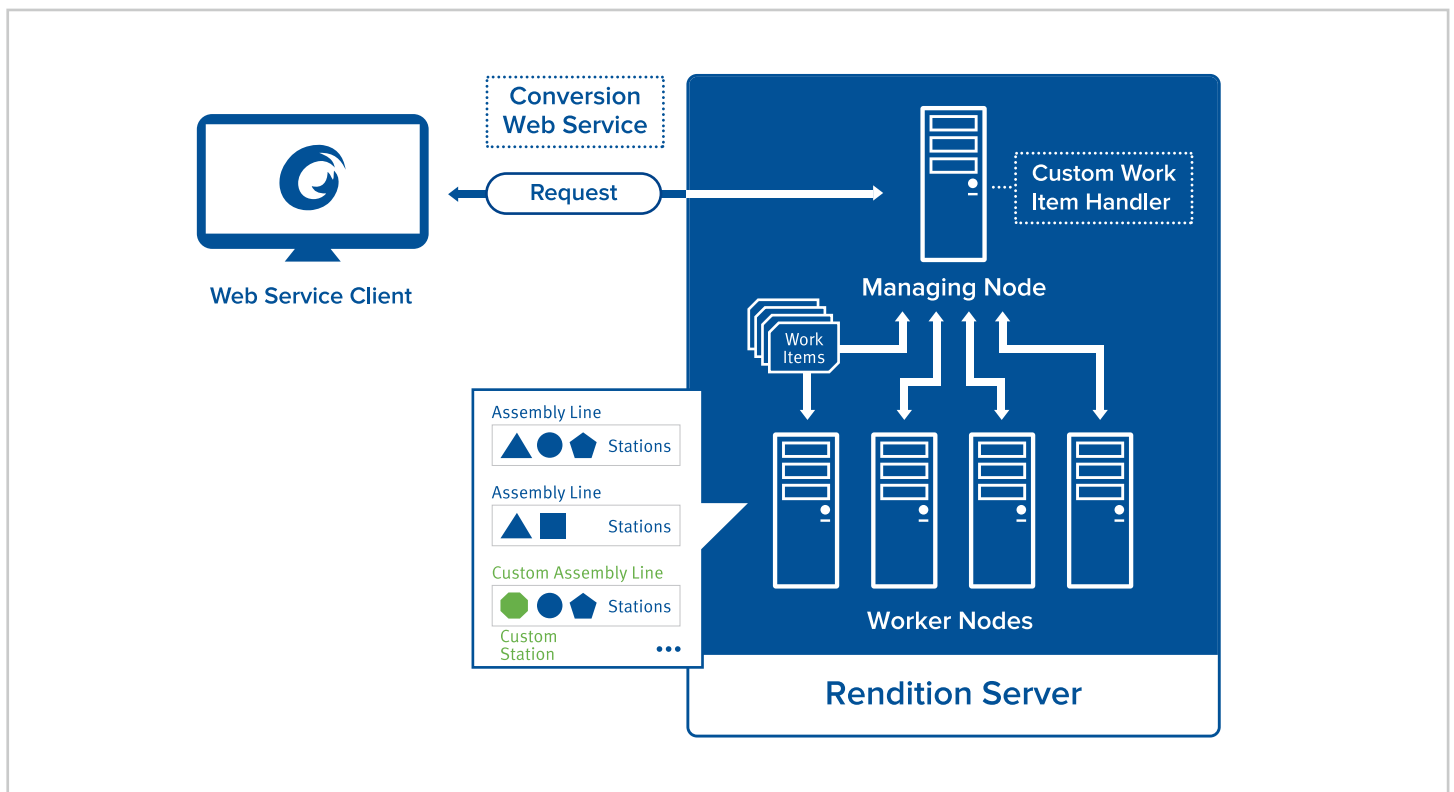 Conversion
Web Service
Request
Web Service Client
Custom Work
Item Handler
Managing Node
Work
Items
Assembly Line
Stations
Assembly Line
Stations
Custom Assembly Line
Stations
Custom
Station
•••
Worker Nodes
Rendition Server